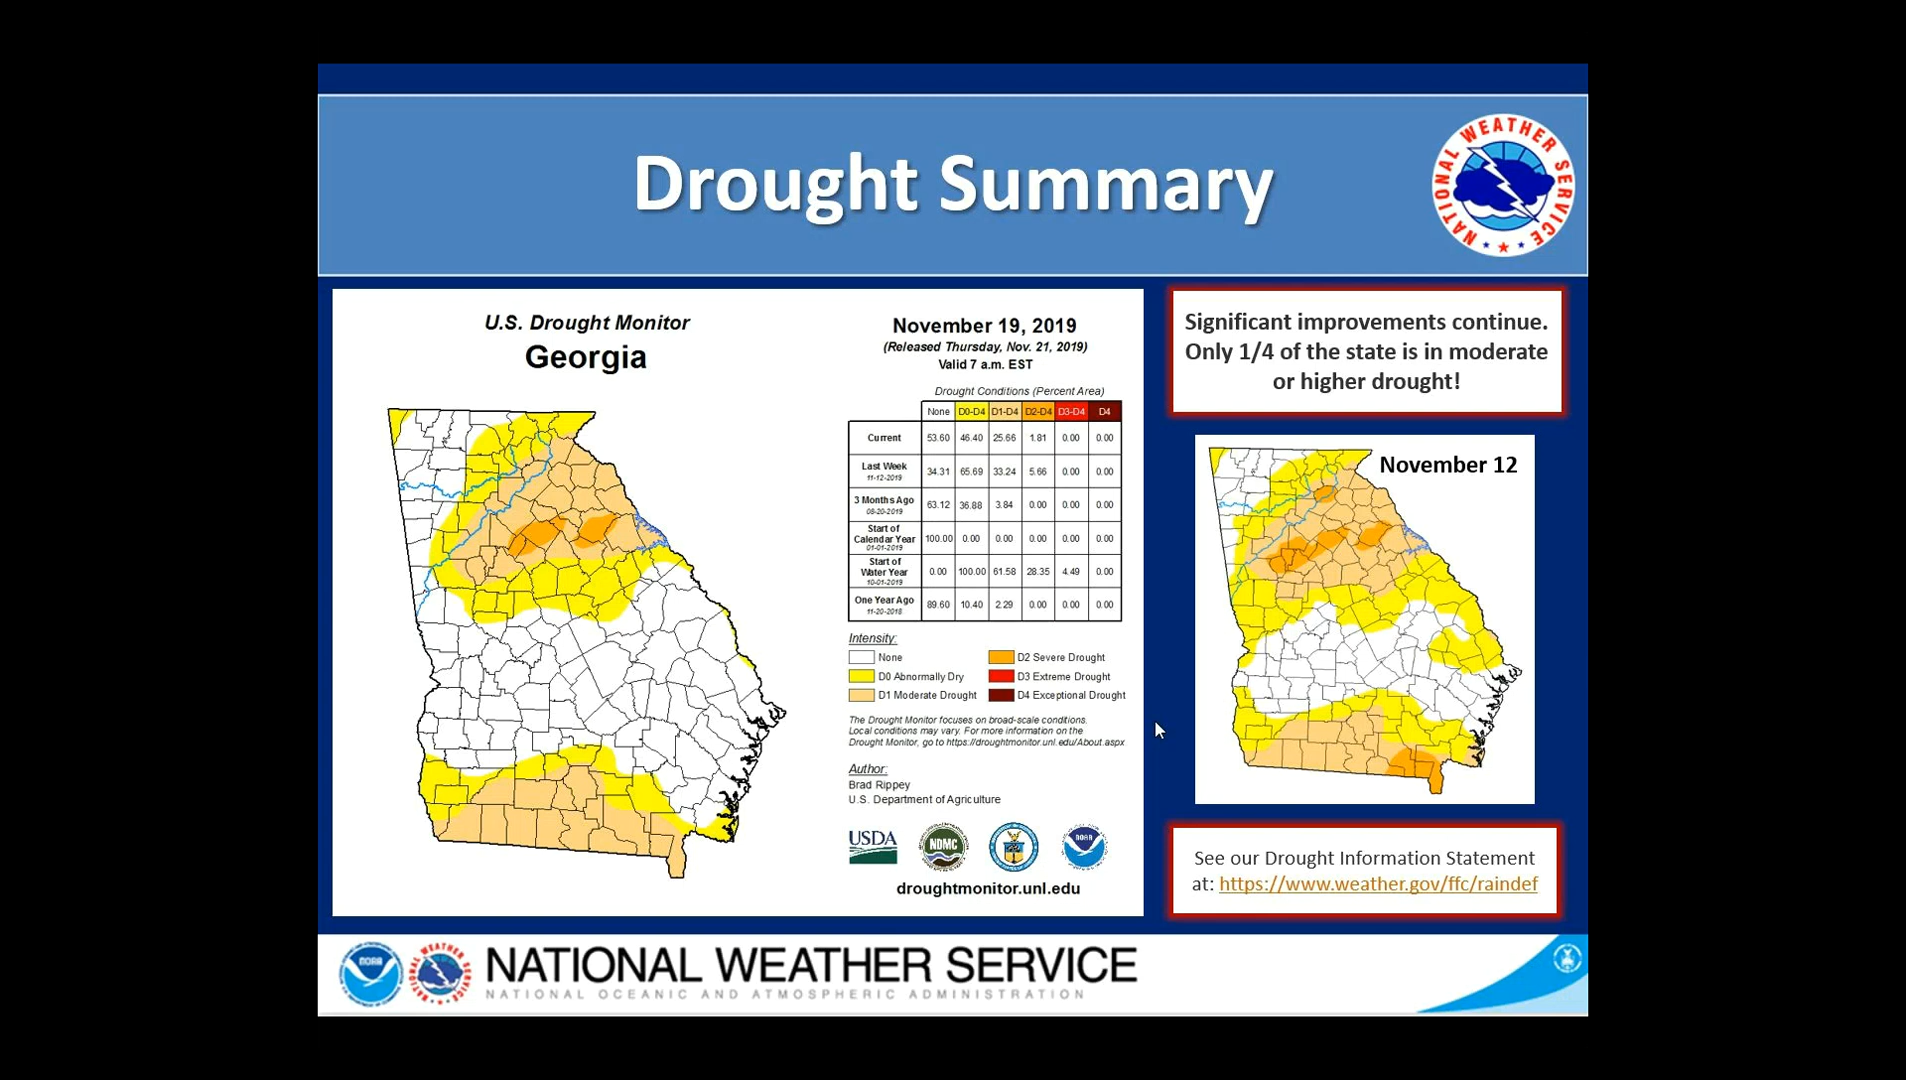 Drought Summary
NATIONAL WEATHER SERVICE
U.S. Drought Monitor
Georgia
November 19, 2019
(Released Thursday, Nov. 21, 2019)
Valid 7 a.m. EST
Drought Conditions (Percent Area)
None D0-D4 D1-D4 D2-D4 D3-D4 D4
Current 53.60 46.40 25.66 1.81 0.00 0.00
Last Week 34.31 65.69 33.24 5.66 0.00 0.00
11-12-2019
3 Months Ago 63.12 36.88 3.84 0.00 0.00 0.00
08-20-2019
Start of
Calendar Year 100.00 0.00 0.00 0.00 0.00 0.00
01-01-2019
Start of
Water Year 0.00 100.00 61.58 28.35 4.49 0.00
10-01-2019
One Year Ago 89.60 10.40 2.29 0.00 0.00 0.00
11-20-2018
Intensity:
None D2 Severe Drought
D0 Abnormally Dry D3 Extreme Drought
D1 Moderate Drought D4 Exceptional Drought
The Drought Monitor focuses on broad-scale conditions.
Local conditions may vary. For more information on the
Drought Monitor, go to https://droughtmonitor.unl.edu/About.aspx
Author:
Brad Rippey
U.S. Department of Agriculture
USDA NDMC NOAA
droughtmonitor.unl.edu
Significant improvements continue.
Only 1/4 of the state is in moderate
or higher drought!
November 12
See our Drought Information Statement
at: https://www.weather.gov/ffc/raindef
NOAA NATIONAL WEATHER SERVICE
NATIONAL OCEANIC AND ATMOSPHERIC ADMINISTRATION